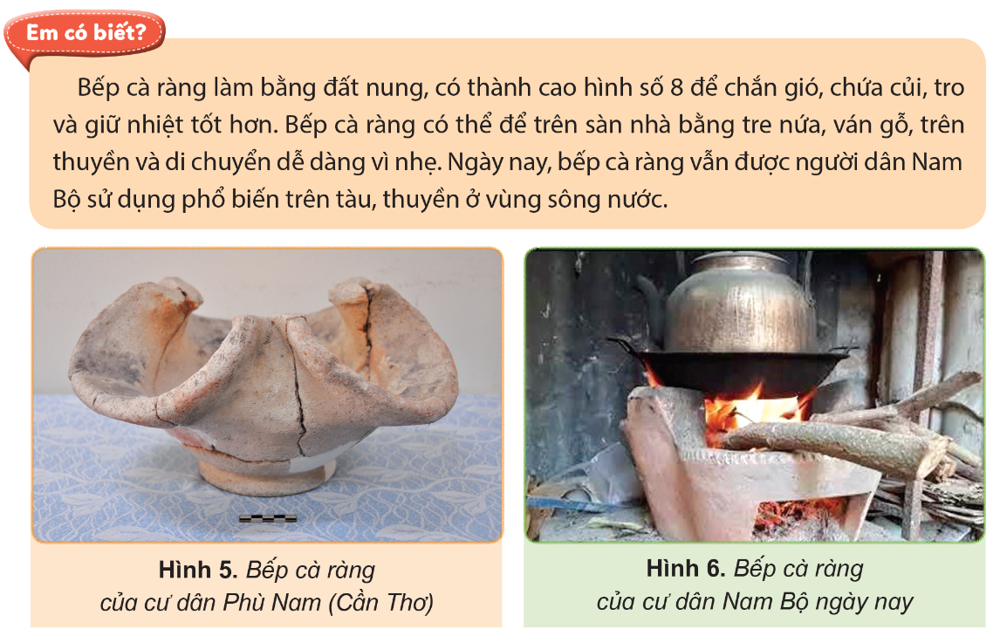 Em có biết?
Bếp cà ràng làm bằng đất nung, có thành cao hình số 8 để chắn gió, chứa củi, tro
và giữ nhiệt tốt hơn. Bếp cà ràng có thể để trên sàn nhà bằng tre nứa, ván gỗ, trên
thuyền và di chuyển dễ dàng vì nhẹ. Ngày nay, bếp cà ràng vẫn được người dân Nam
Bộ sử dụng phổ biến trên tàu, thuyền ở vùng sông nước.
Hình 5. Bếp cà ràng
của cư dân Phù Nam (Cần Thơ)
Hình 6. Bếp cà ràng
của cư dân Nam Bộ ngày nay